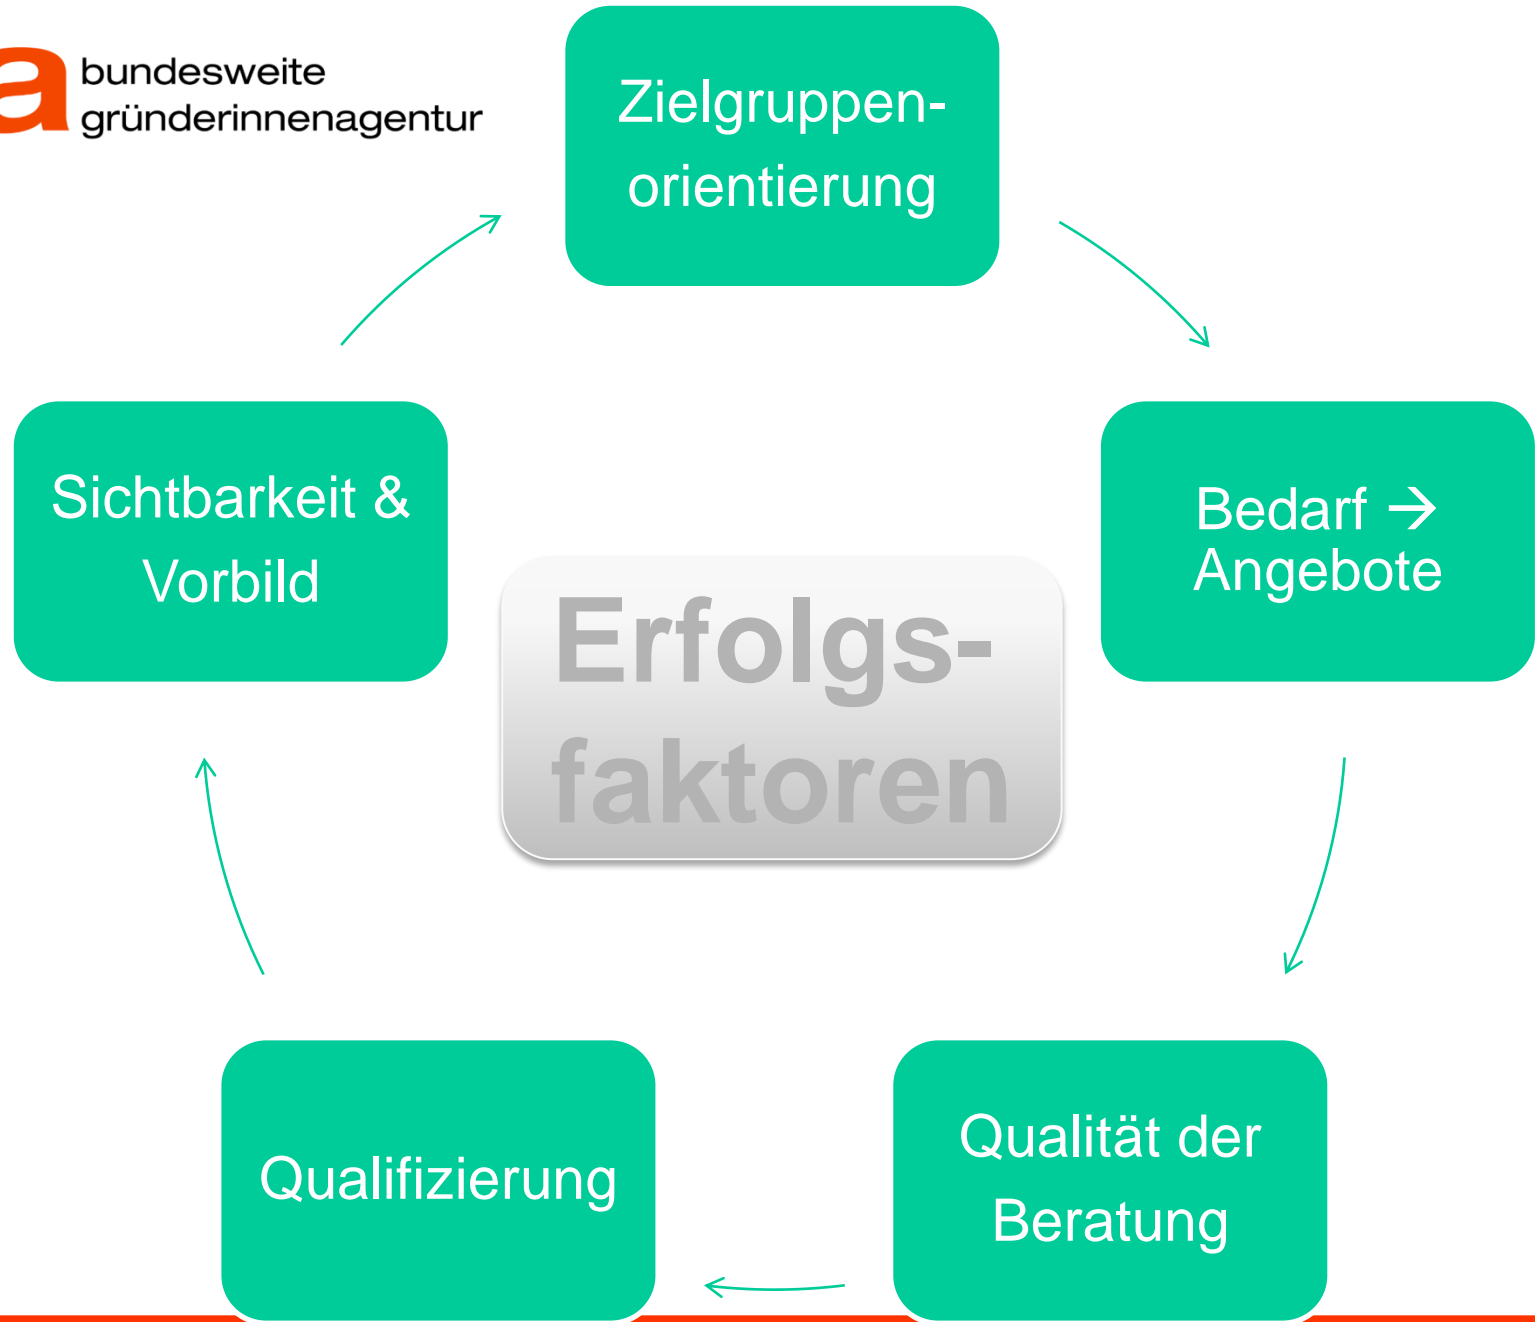 a bundesweite
gründerinnenagentur
Zielgruppen-
orientierung
Bedarf →
Angebote
Qualität der
Beratung
Qualifizierung
Sichtbarkeit &
Vorbild
Erfolgs-
faktoren